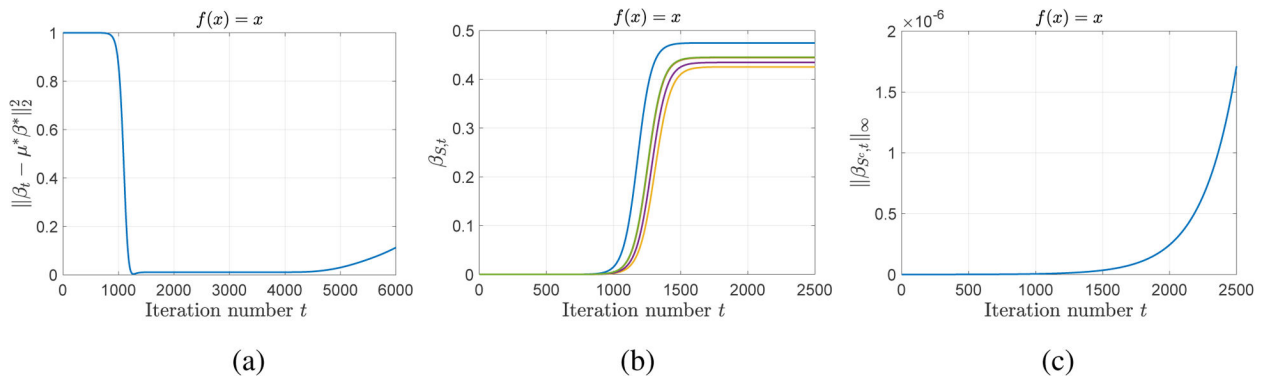 f(x) = x
1
0.8
0.6
0.4
0.2
0
0 1000 2000 3000 4000 5000 6000
‖β_t − μ*β*‖₂²
Iteration number t
(a)
f(x) = x
0.5
0.4
0.3
0.2
0.1
0
0 500 1000 1500 2000 2500
β_{S,t}
Iteration number t
(b)
×10⁻⁶
f(x) = x
2
1.5
1
0.5
0
0 500 1000 1500 2000 2500
‖β_{Sᶜ,t}‖_∞
Iteration number t
(c)